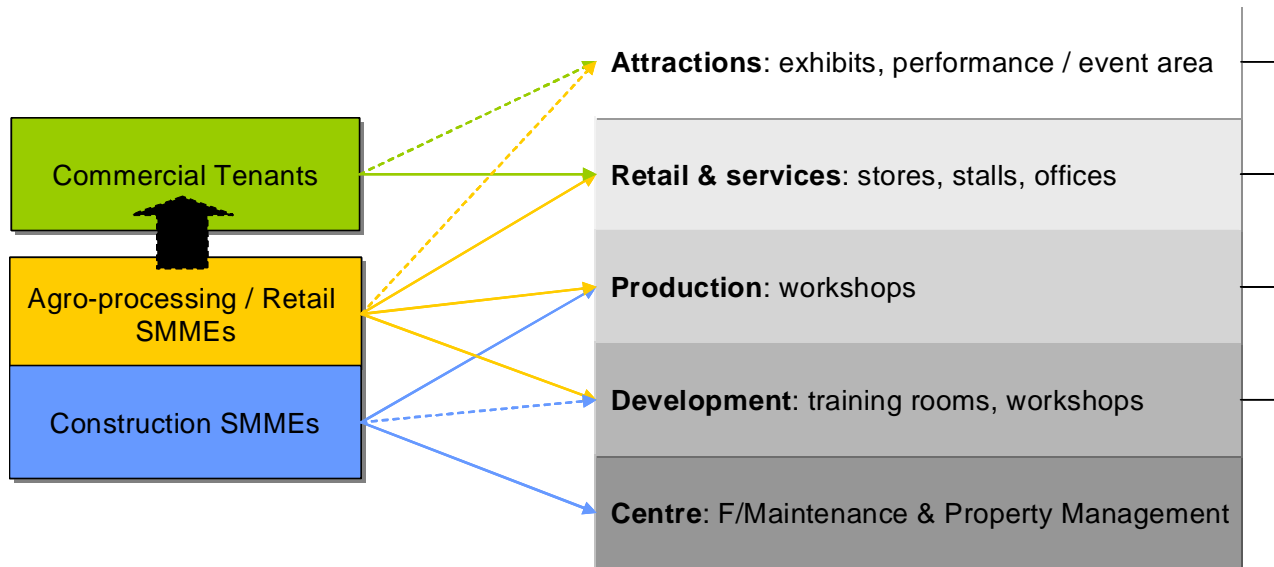 Attractions: exhibits, performance / event area
Commercial Tenants
Retail & services: stores, stalls, offices
Agro-processing / Retail
SMMEs
Production: workshops
Construction SMMEs
Development: training rooms, workshops
Centre: F/Maintenance & Property Management